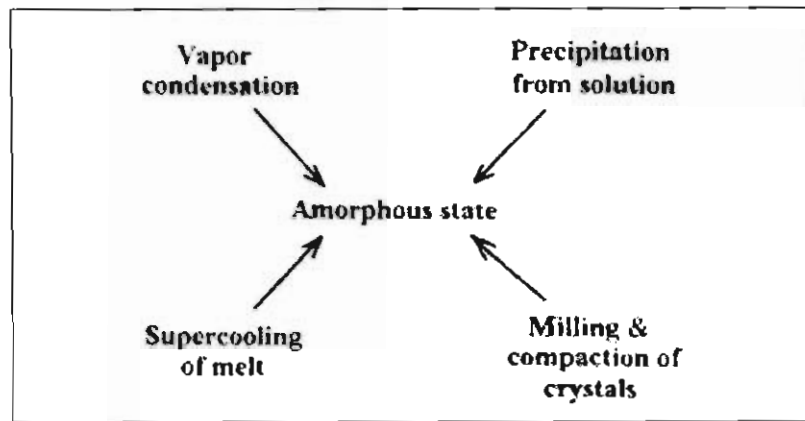 Vapor
condensation
Precipitation
from solution
Amorphous state
Supercooling
of melt
Milling &
compaction of
crystals